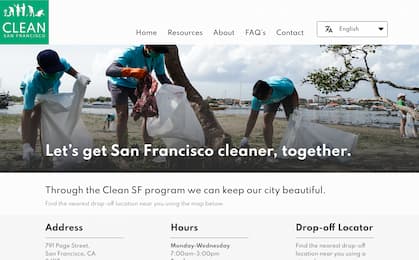 CLEAN
SAN FRANCISCO
Home Resources About FAQ's Contact
English
Let's get San Francisco cleaner, together.
Through the Clean SF program we can keep our city beautiful.
Find the nearest drop-off location near you using the map below.
Address Hours Drop-off Locator
791 Page Street, Monday-Wednesday Find the nearest drop-off
San Francisco, CA 7:00am-3:00pm location near you using a